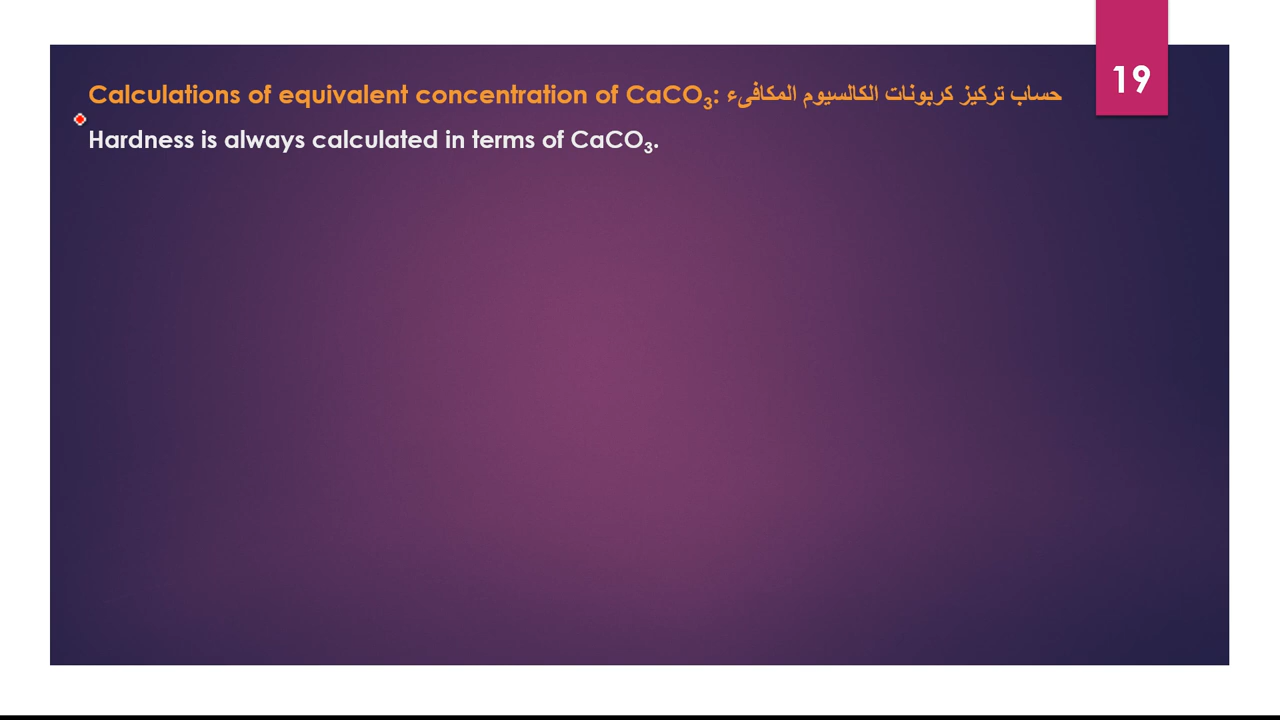 19
Calculations of equivalent concentration of CaCO₃: حساب تركيز كربونات الكالسيوم المكافىء
Hardness is always calculated in terms of CaCO₃.